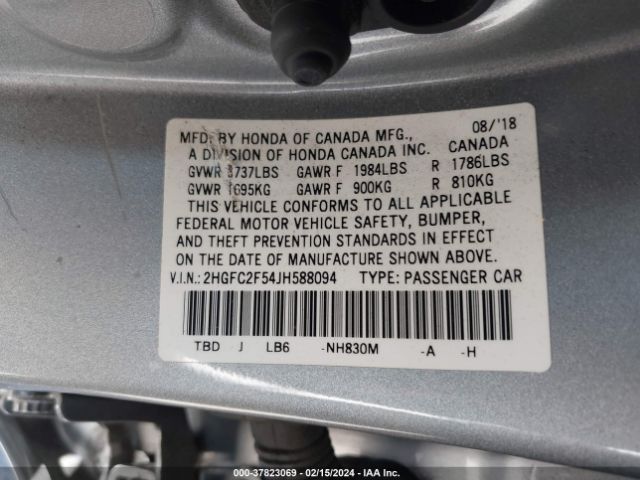 MFD. BY HONDA OF CANADA MFG., 08/'18
A DIVISION OF HONDA CANADA INC. CANADA
GVWR 3737LBS GAWR F 1984LBS R 1786LBS
GVWR 1695KG GAWR F 900KG R 810KG
THIS VEHICLE CONFORMS TO ALL APPLICABLE
FEDERAL MOTOR VEHICLE SAFETY, BUMPER,
AND THEFT PREVENTION STANDARDS IN EFFECT
ON THE DATE OF MANUFACTURE SHOWN ABOVE.
V.I.N.: 2HGFC2F54JH588094 TYPE: PASSENGER CAR
TBD J LB6 -NH830M -A -H
000-37823069 - 02/15/2024 - IAA Inc.